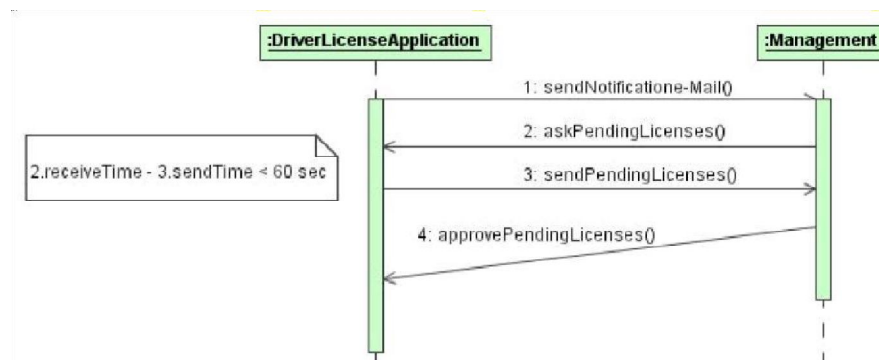 :DriverLicenseApplication
:Management
1: sendNotificatione-Mail()
2: askPendingLicenses()
2.receiveTime - 3.sendTime < 60 sec
3: sendPendingLicenses()
4: approvePendingLicenses()